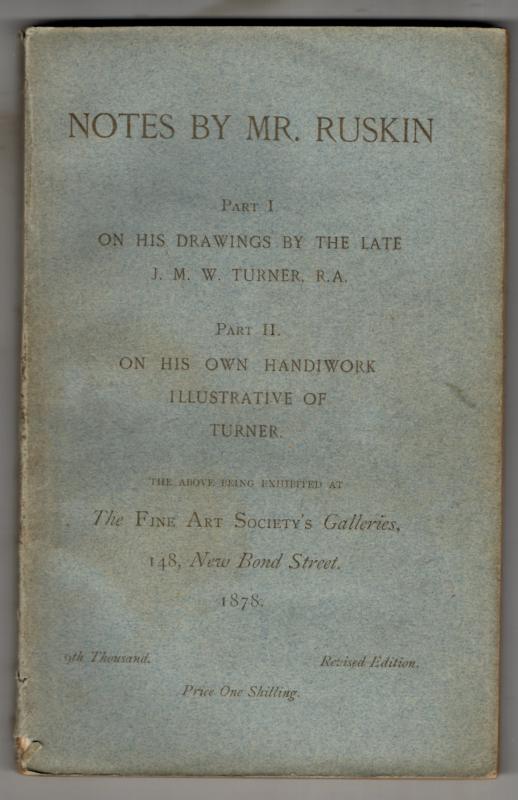 NOTES BY MR. RUSKIN
PART I
ON HIS DRAWINGS BY THE LATE
J. M. W. TURNER, R.A.
PART II.
ON HIS OWN HANDIWORK
ILLUSTRATIVE OF
TURNER.
THE ABOVE BEING EXHIBITED AT
The FINE ART SOCIETY'S Galleries,
148, New Bond Street.
1878.
9th Thousand. Revised Edition.
Price One Shilling.